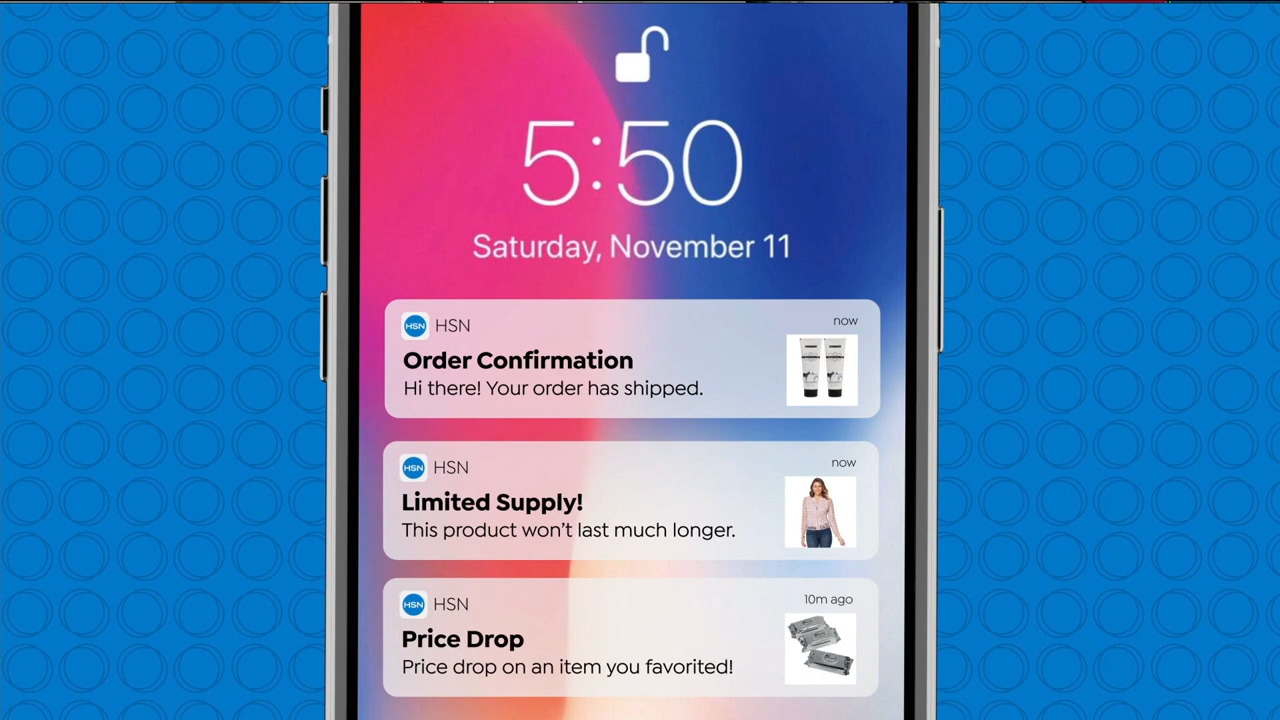 5:50
Saturday, November 11
HSN HSN now
Order Confirmation
Hi there! Your order has shipped.
HSN HSN now
Limited Supply!
This product won't last much longer.
HSN HSN 10m ago
Price Drop
Price drop on an item you favorited!